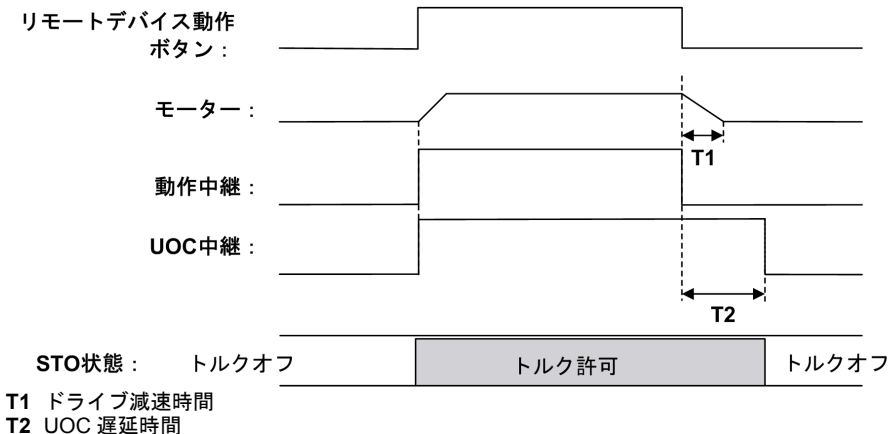 リモートデバイス動作
ボタン：
モーター：
T1
動作中継：
UOC中継：
T2
STO状態： トルクオフ トルク許可 トルクオフ
T1 ドライブ減速時間
T2 UOC 遅延時間